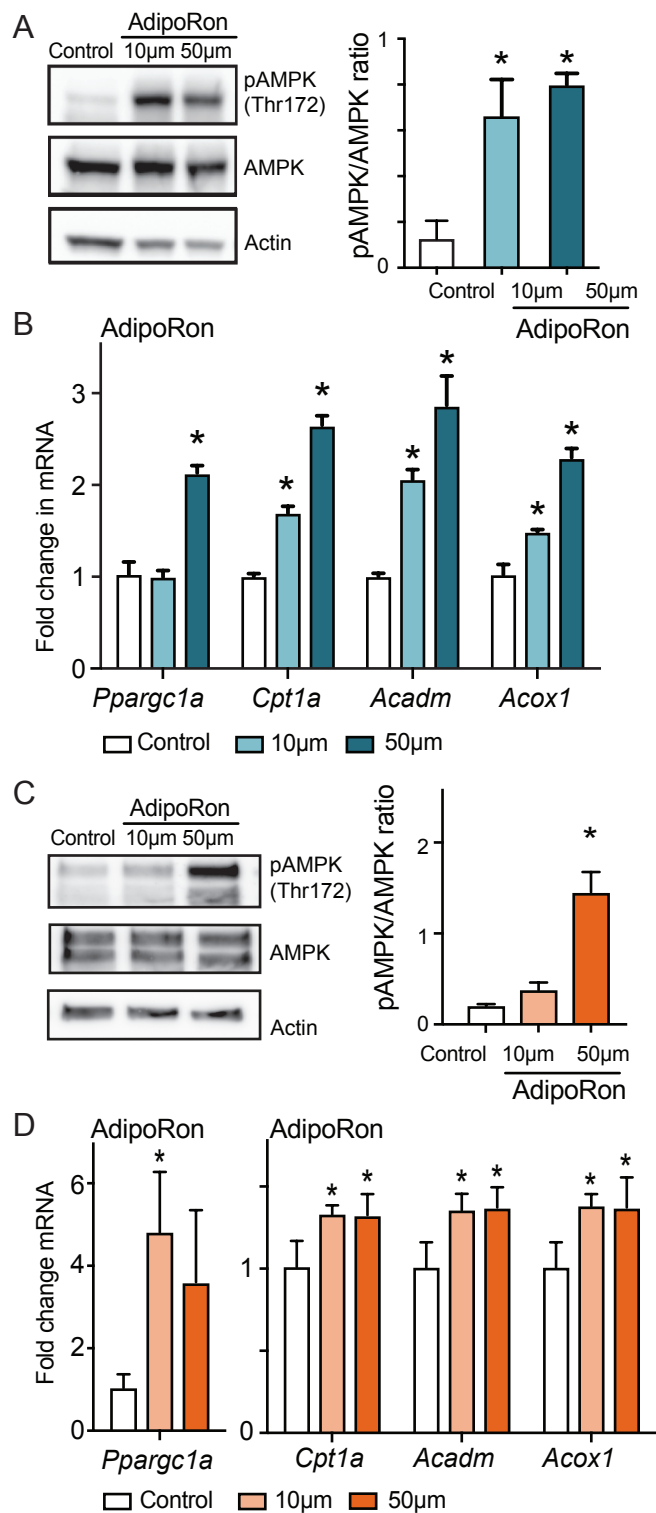 A
AdipoRon
Control 10µm 50µm
pAMPK
(Thr172)
AMPK
Actin
pAMPK/AMPK ratio
1
0
Control 10µm 50µm
AdipoRon
B
AdipoRon
Fold change in mRNA
3
2
1
0
* * * * * * *
Ppargc1a Cpt1a Acadm Acox1
Control 10µm 50µm
C
AdipoRon
Control 10µm 50µm
pAMPK
(Thr172)
AMPK
Actin
pAMPK/AMPK ratio
2
1
0
*
Control 10µm 50µm
AdipoRon
D
AdipoRon
Fold change mRNA
6
4
2
0
*
Ppargc1a
AdipoRon
1
0
* * * * * *
Cpt1a Acadm Acox1
Control 10µm 50µm